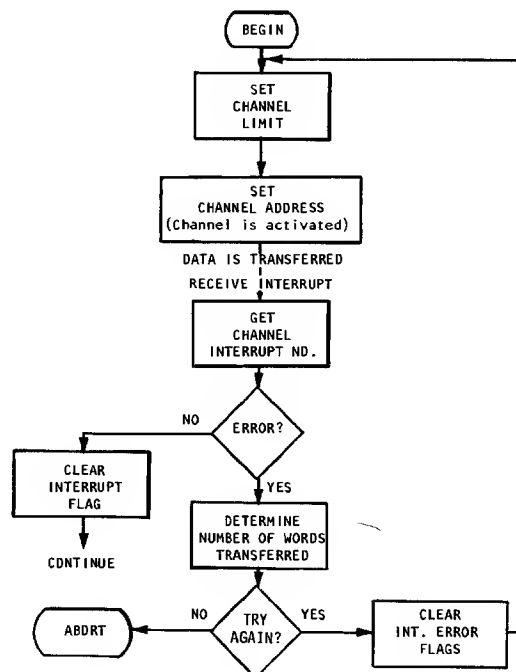 BEGIN
SET
CHANNEL
LIMIT
SET
CHANNEL ADDRESS
(Channel is activated)
DATA IS TRANSFERRED
RECEIVE INTERRUPT
GET
CHANNEL
INTERRUPT ND.
NO
ERROR?
CLEAR
INTERRUPT
FLAG
YES
CDNTINUE
DETERMINE
NUMBER OF WORDS
TRANSFERRED
NO
TRY
AGAIN?
YES
ABDRT
CLEAR
INT. ERROR
FLAGS